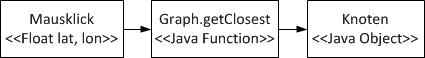 Mausklick
<<Float lat, lon>>
Graph.getClosest
<<Java Function>>
Knoten
<<Java Object>>